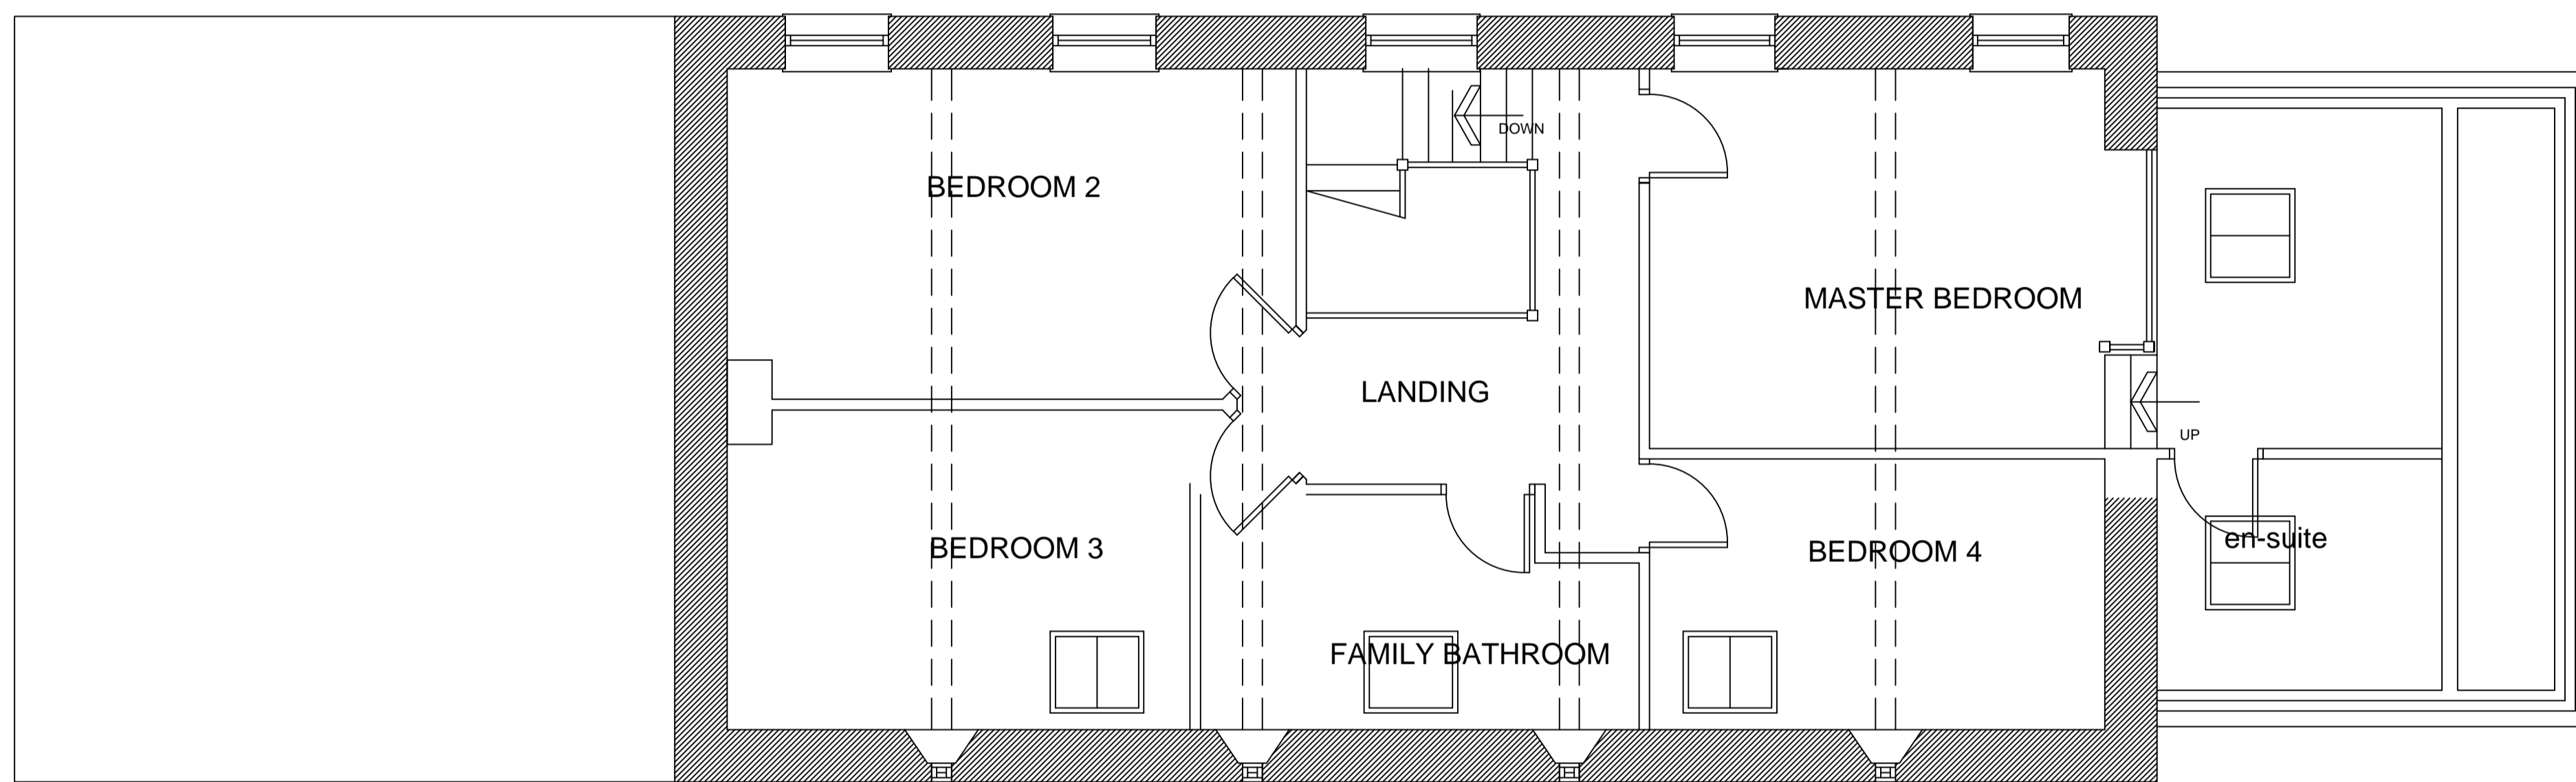 DOWN
BEDROOM 2
MASTER BEDROOM
LANDING
UP
BEDROOM 3
BEDROOM 4
en-suite
FAMILY BATHROOM